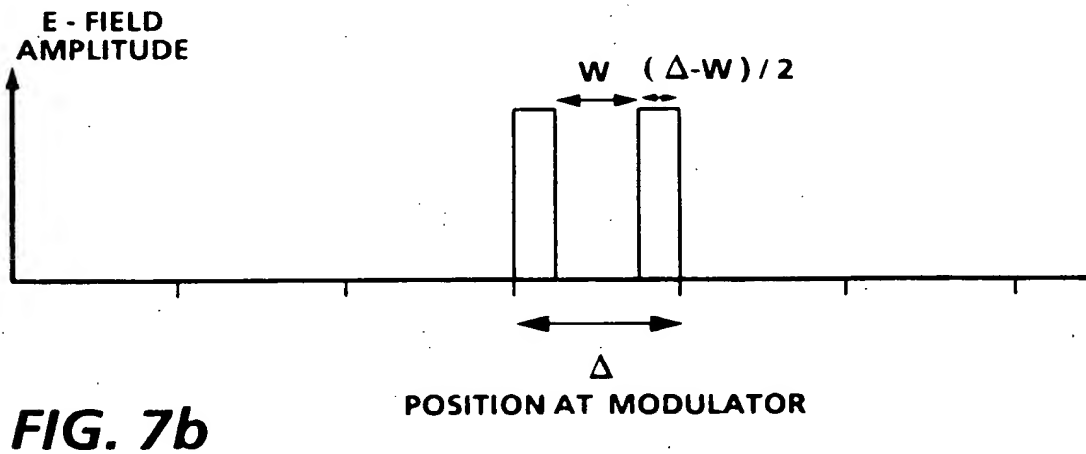 E - FIELD
AMPLITUDE
W (Δ-W)/2
Δ
POSITION AT MODULATOR
FIG. 7b